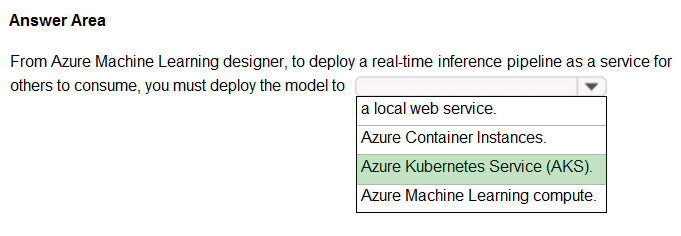 Answer Area
From Azure Machine Learning designer, to deploy a real-time inference pipeline as a service for
others to consume, you must deploy the model to
a local web service.
Azure Container Instances.
Azure Kubernetes Service (AKS).
Azure Machine Learning compute.